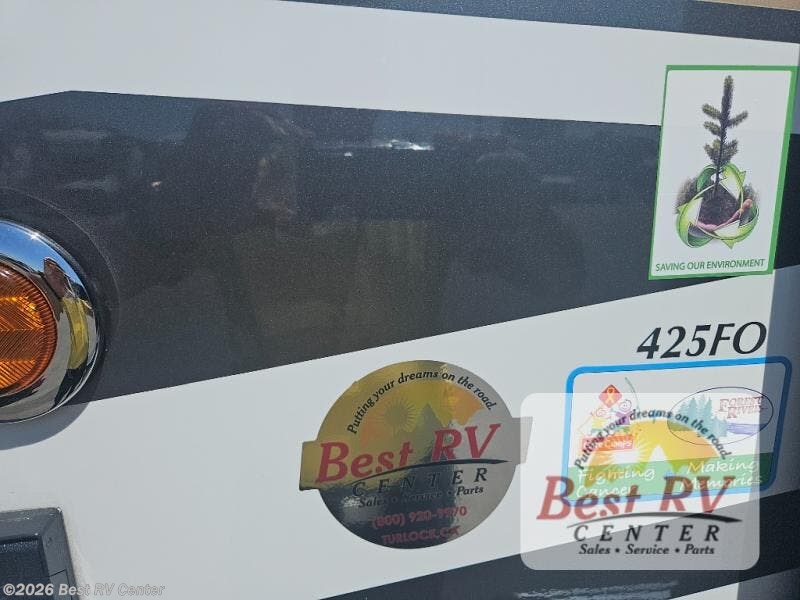 SAVING OUR ENVIRONMENT
425FO
Putting your dreams on the road.
Best RV
CENTER
Sales • Service • Parts
(800) 920-9970
TURLOCK, CA
FOREST RIVER
Fighting
Cancer
Making
Memories
Putting your dreams on the road.
Best RV
CENTER
Sales • Service • Parts
©2026 Best RV Center